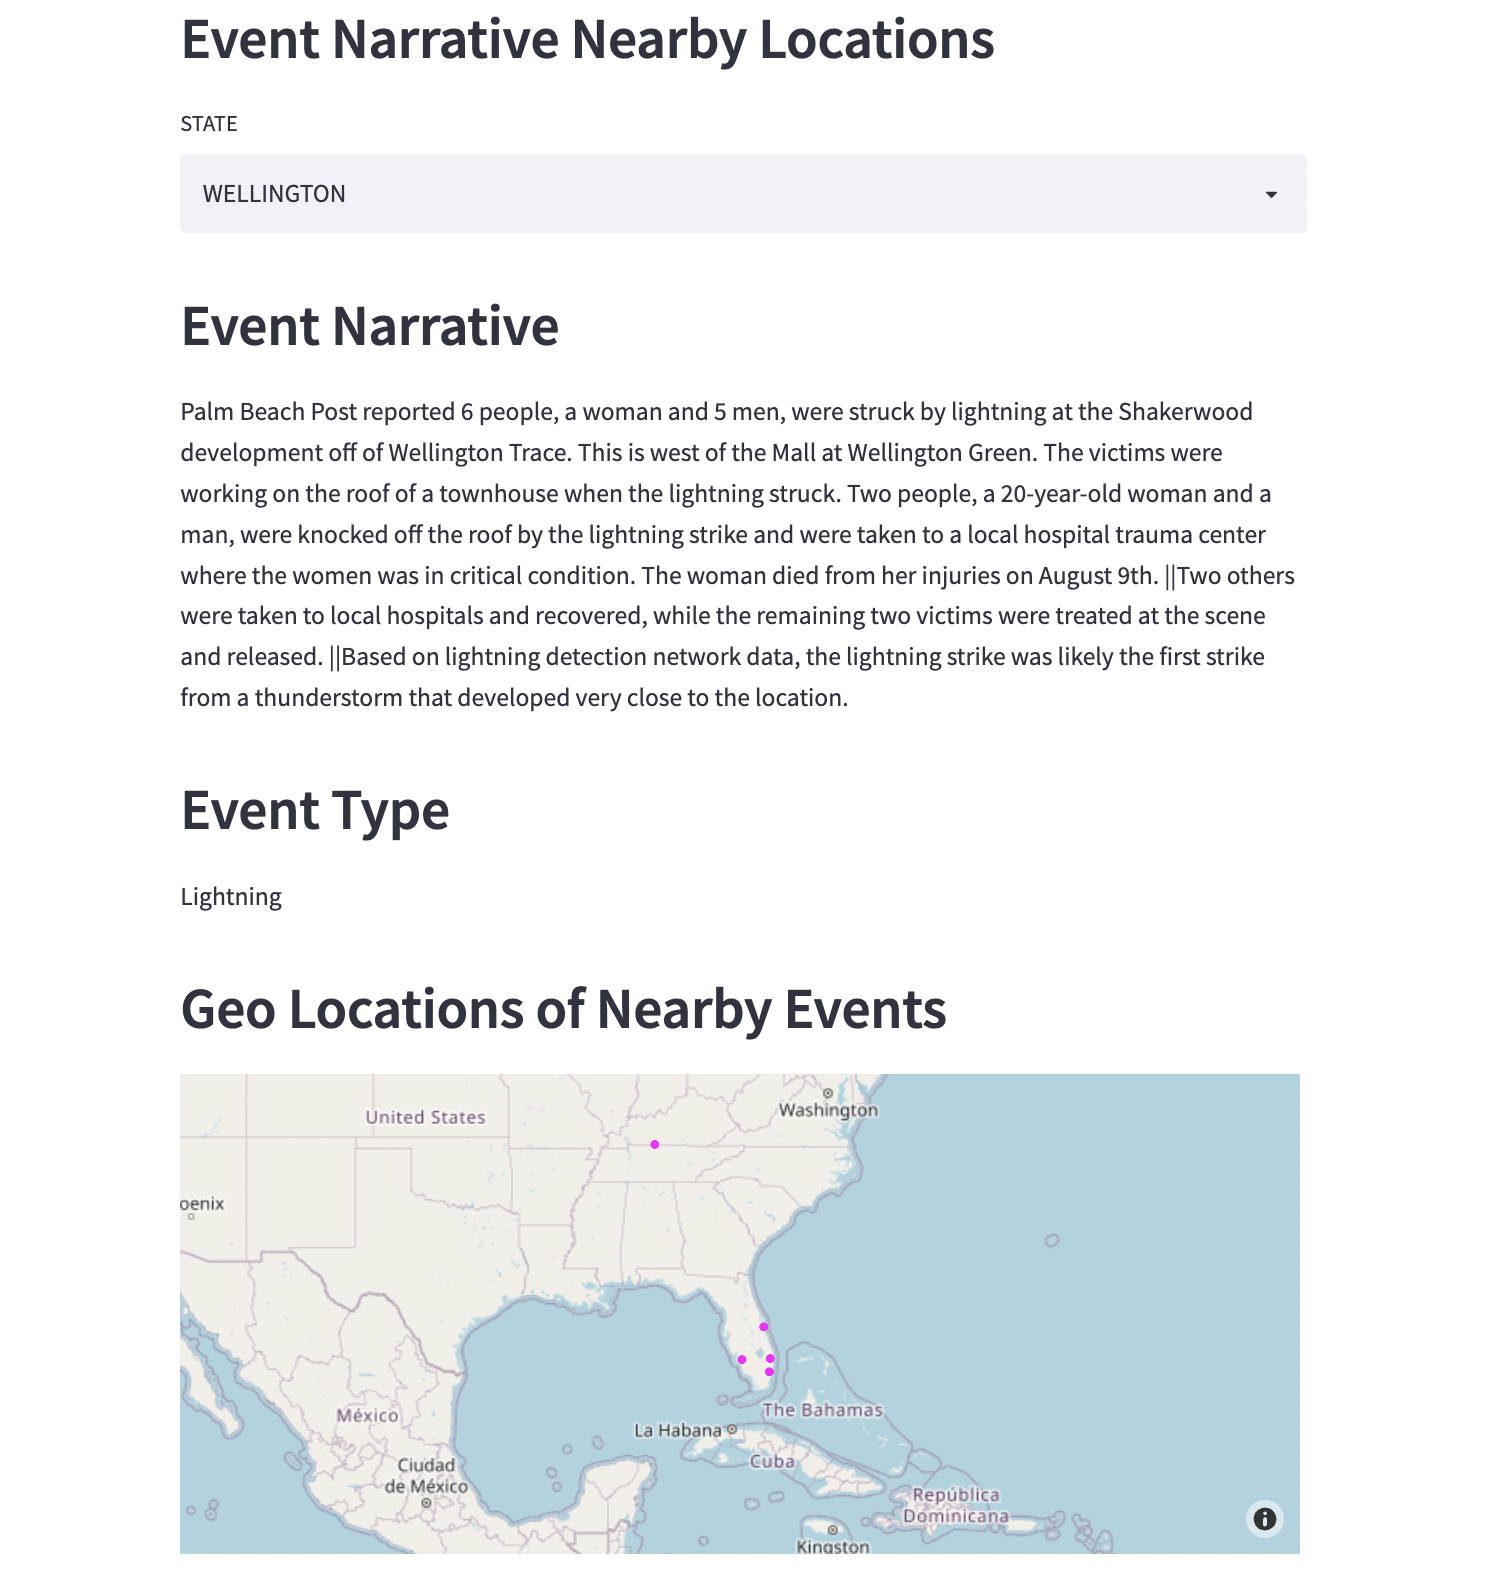 Event Narrative Nearby Locations
STATE
WELLINGTON
Event Narrative
Palm Beach Post reported 6 people, a woman and 5 men, were struck by lightning at the Shakerwood
development off of Wellington Trace. This is west of the Mall at Wellington Green. The victims were
working on the roof of a townhouse when the lightning struck. Two people, a 20-year-old woman and a
man, were knocked off the roof by the lightning strike and were taken to a local hospital trauma center
where the women was in critical condition. The woman died from her injuries on August 9th. ||Two others
were taken to local hospitals and recovered, while the remaining two victims were treated at the scene
and released. ||Based on lightning detection network data, the lightning strike was likely the first strike
from a thunderstorm that developed very close to the location.
Event Type
Lightning
Geo Locations of Nearby Events
Washington
United States
oenix
The Bahamas
México
La Habana
Cuba
Ciudad
de México
República
Dominicana
Kingston